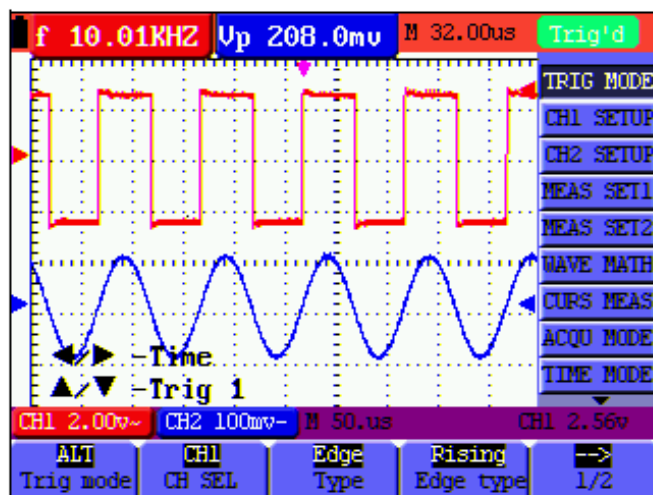 f 10.01KHZ
Vp 208.0mv
M 32.00us
Trig'd
TRIG MODE
CH1 SETUP
CH2 SETUP
MEAS SET1
MEAS SET2
WAVE MATH
CURS MEAS
ACQU MODE
TIME MODE
◀/▶ -Time
▲/▼ -Trig 1
CH1 2.00v~
CH2 100mv-
M 50.us
CH1 2.56v
ALT
Trig mode
CH1
CH SEL
Edge
Type
Rising
Edge type
-->
1/2